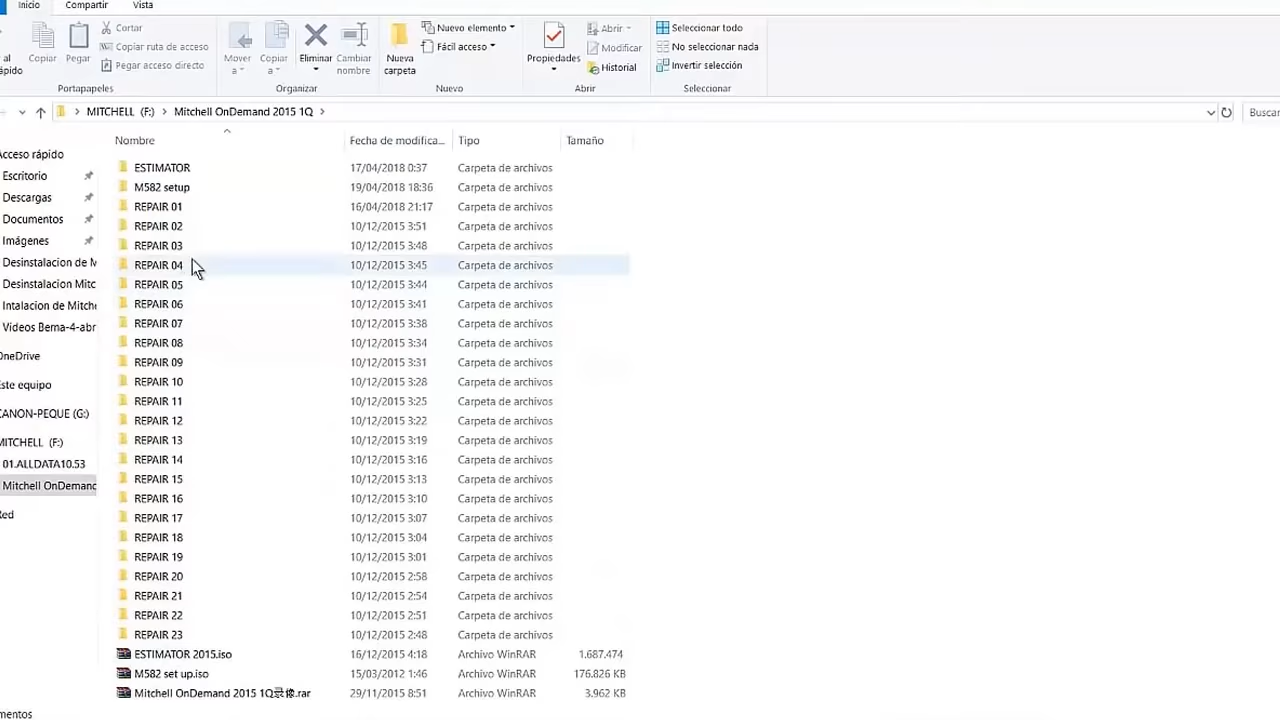 Inicio Compartir Vista
Cortar
Copiar ruta de acceso
Pegar acceso directo
al
ápido
Copiar Pegar
Portapapeles
Mover a Copiar a Eliminar Cambiar nombre
Organizar
Nueva carpeta
Nuevo elemento
Fácil acceso
Nuevo
Propiedades
Abrir
Modificar
Historial
Abrir
Seleccionar todo
No seleccionar nada
Invertir selección
Seleccionar
MITCHELL (F:) > Mitchell OnDemand 2015 1Q >
Buscar
Nombre Fecha de modifica... Tipo Tamaño
Acceso rápido
Escritorio
Descargas
Documentos
Imágenes
Desinstalacion de M
Desinstalacion Mitc
Intalacion de Mitche
Videos Berna-4-abr
OneDrive
Este equipo
CANON-PEQUE (G:)
MITCHELL (F:)
01.ALLDATA10.53
Mitchell OnDemand
Red
ESTIMATOR 17/04/2018 0:37 Carpeta de archivos
M582 setup 19/04/2018 18:36 Carpeta de archivos
REPAIR 01 16/04/2018 21:17 Carpeta de archivos
REPAIR 02 10/12/2015 3:51 Carpeta de archivos
REPAIR 03 10/12/2015 3:48 Carpeta de archivos
REPAIR 04 10/12/2015 3:45 Carpeta de archivos
REPAIR 05 10/12/2015 3:44 Carpeta de archivos
REPAIR 06 10/12/2015 3:41 Carpeta de archivos
REPAIR 07 10/12/2015 3:38 Carpeta de archivos
REPAIR 08 10/12/2015 3:34 Carpeta de archivos
REPAIR 09 10/12/2015 3:31 Carpeta de archivos
REPAIR 10 10/12/2015 3:28 Carpeta de archivos
REPAIR 11 10/12/2015 3:25 Carpeta de archivos
REPAIR 12 10/12/2015 3:22 Carpeta de archivos
REPAIR 13 10/12/2015 3:19 Carpeta de archivos
REPAIR 14 10/12/2015 3:16 Carpeta de archivos
REPAIR 15 10/12/2015 3:13 Carpeta de archivos
REPAIR 16 10/12/2015 3:10 Carpeta de archivos
REPAIR 17 10/12/2015 3:07 Carpeta de archivos
REPAIR 18 10/12/2015 3:04 Carpeta de archivos
REPAIR 19 10/12/2015 3:01 Carpeta de archivos
REPAIR 20 10/12/2015 2:58 Carpeta de archivos
REPAIR 21 10/12/2015 2:54 Carpeta de archivos
REPAIR 22 10/12/2015 2:51 Carpeta de archivos
REPAIR 23 10/12/2015 2:48 Carpeta de archivos
ESTIMATOR 2015.iso 16/12/2015 4:18 Archivo WinRAR 1.687.474
M582 set up.iso 15/03/2012 1:46 Archivo WinRAR 176.826 KB
Mitchell OnDemand 2015 1Q录像.rar 29/11/2015 8:51 Archivo WinRAR 3.962 KB
mentos